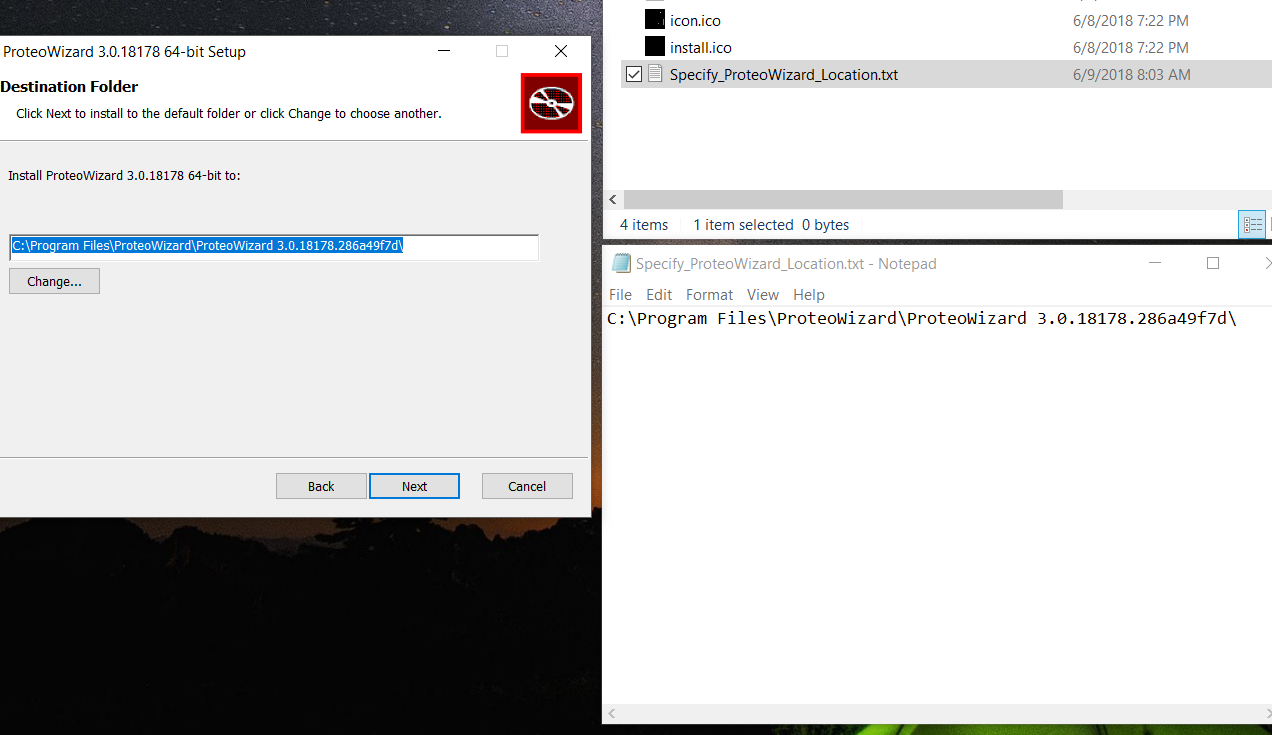 ProteoWizard 3.0.18178 64-bit Setup
Destination Folder
Click Next to install to the default folder or click Change to choose another.
Install ProteoWizard 3.0.18178 64-bit to:
C:\Program Files\ProteoWizard\ProteoWizard 3.0.18178.286a49f7d\
Change...
Back Next Cancel
icon.ico 6/8/2018 7:22 PM
install.ico 6/8/2018 7:22 PM
Specify_ProteoWizard_Location.txt 6/9/2018 8:03 AM
4 items 1 item selected 0 bytes
Specify_ProteoWizard_Location.txt - Notepad
File Edit Format View Help
C:\Program Files\ProteoWizard\ProteoWizard 3.0.18178.286a49f7d\